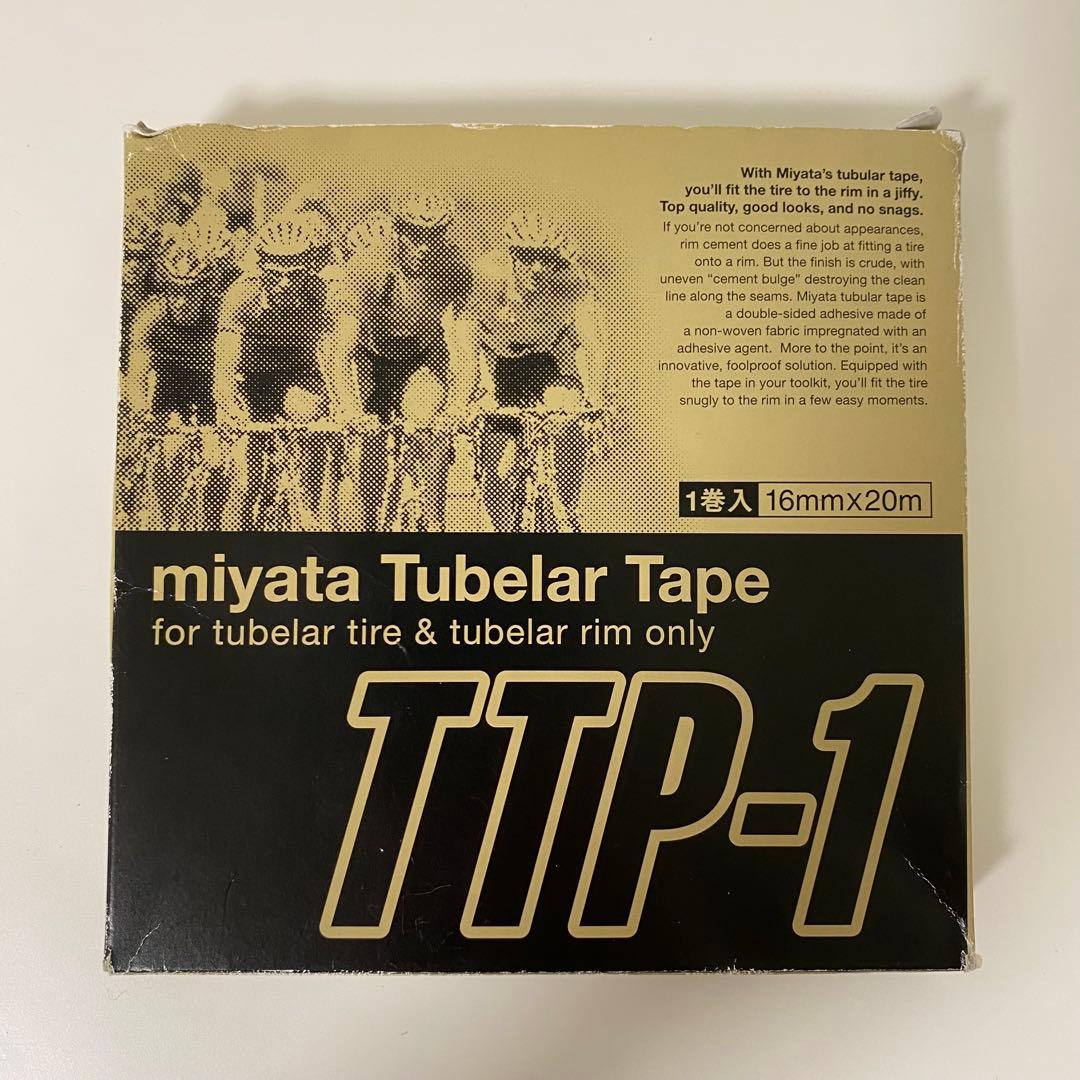 With Miyata's tubular tape,
you'll fit the tire to the rim in a jiffy.
Top quality, good looks, and no snags.
If you're not concerned about appearances,
rim cement does a fine job at fitting a tire
onto a rim. But the finish is crude, with
uneven “cement bulge” destroying the clean
line along the seams. Miyata tubular tape is
a double-sided adhesive made of
a non-woven fabric impregnated with an
adhesive agent. More to the point, it's an
innovative, foolproof solution. Equipped with
the tape in your toolkit, you'll fit the tire
snugly to the rim in a few easy moments.
1巻入 16mmx20m
miyata Tubelar Tape
for tubelar tire & tubelar rim only
TTP-1